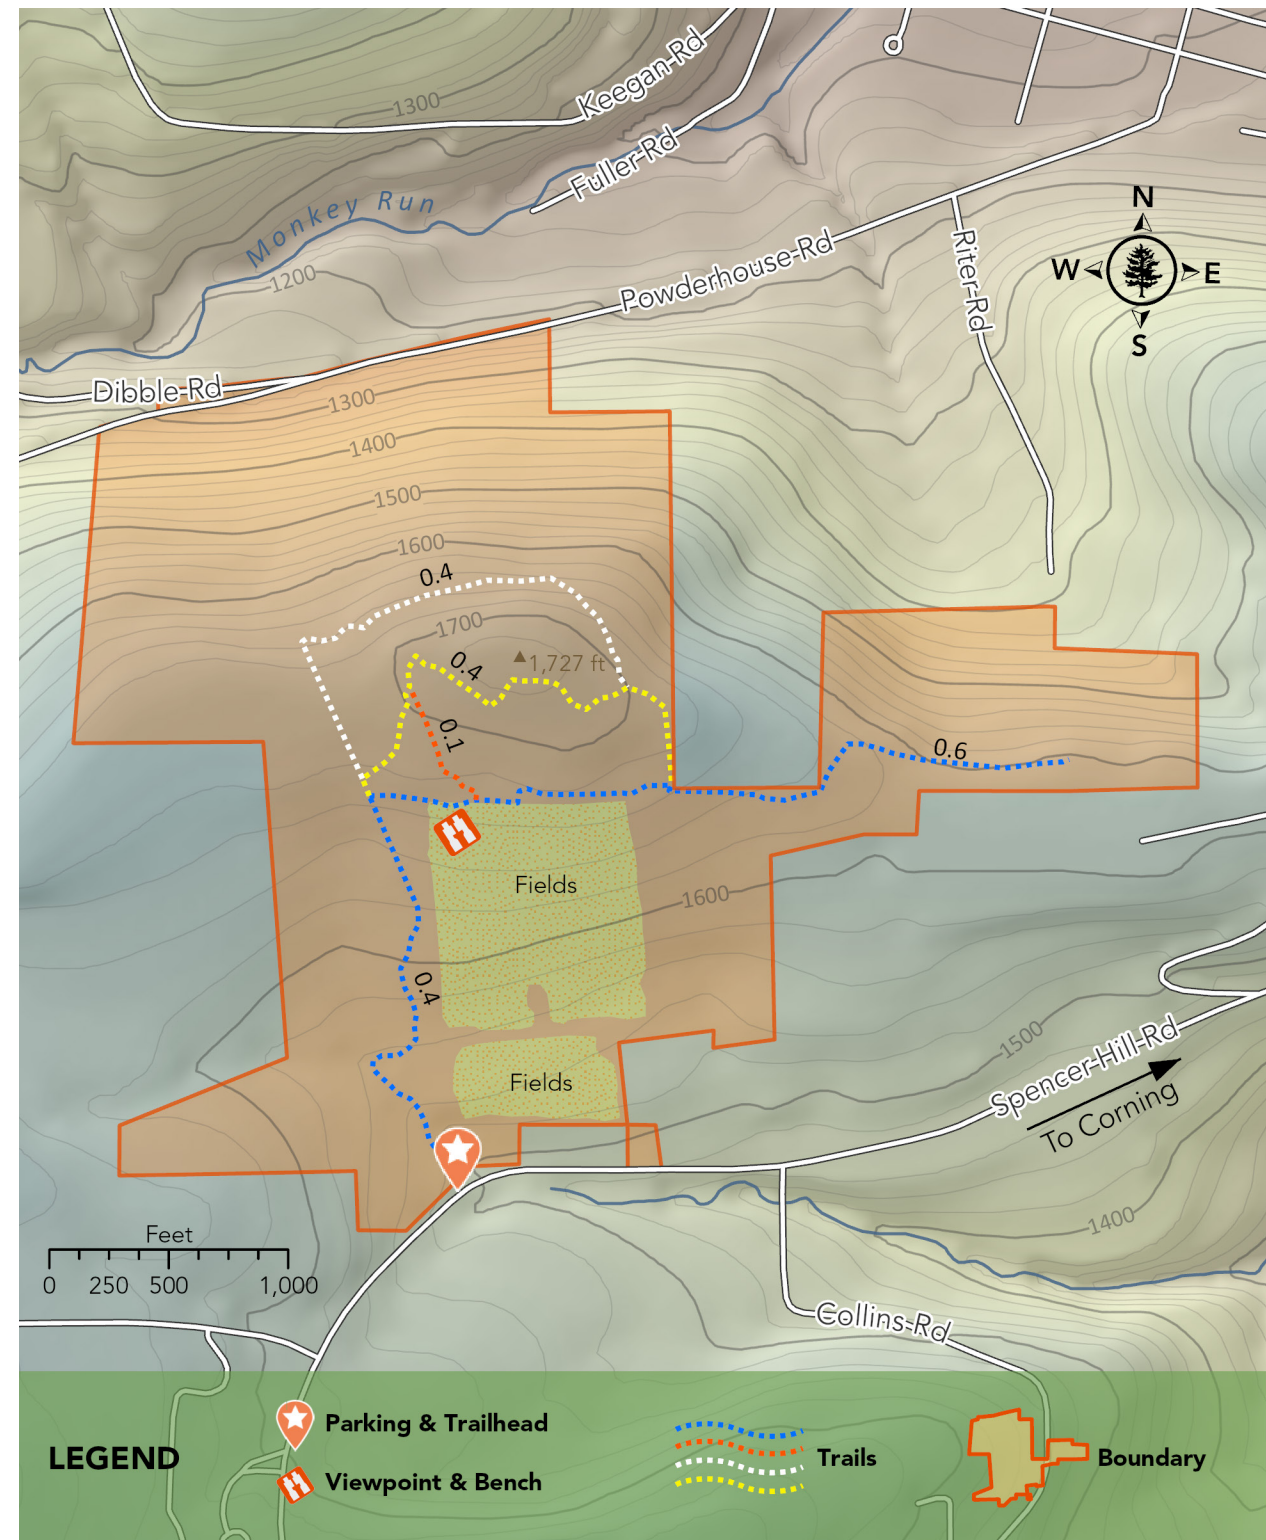 Keegan-Rd
1300
Fuller-Rd
Monkey Run
N
W
E
S
Riter-Rd
Powderhouse-Rd
1200
Dibble-Rd
1300
1400
1500
1600
0.4
1700
0.4
1,727 ft
0.1
0.6
Fields
1600
0.4
1500
Fields
Spencer-Hill-Rd
To Corning
1400
Feet
0 250 500 1,000
Collins-Rd
LEGEND
Parking & Trailhead
Viewpoint & Bench
Trails
Boundary